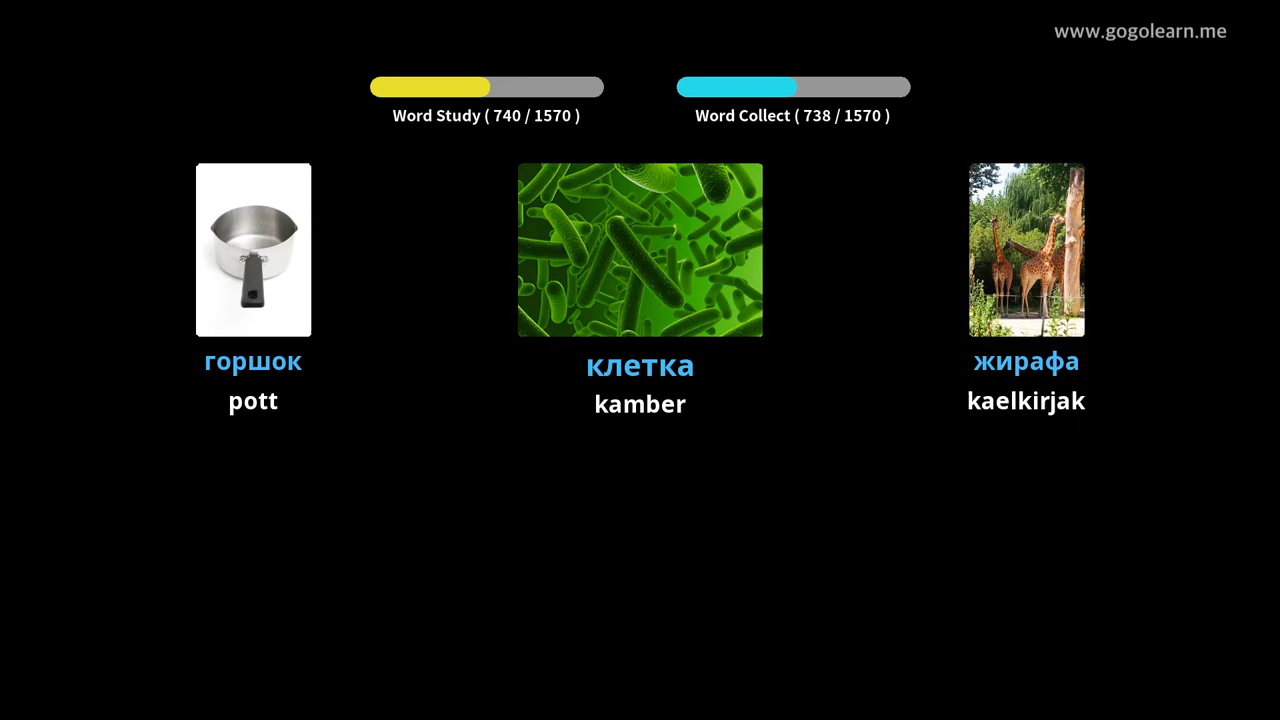 www.gogolearn.me
Word Study ( 740 / 1570 )
Word Collect ( 738 / 1570 )
горшок
клетка
жирафа
pott
kamber
kaelkirjak